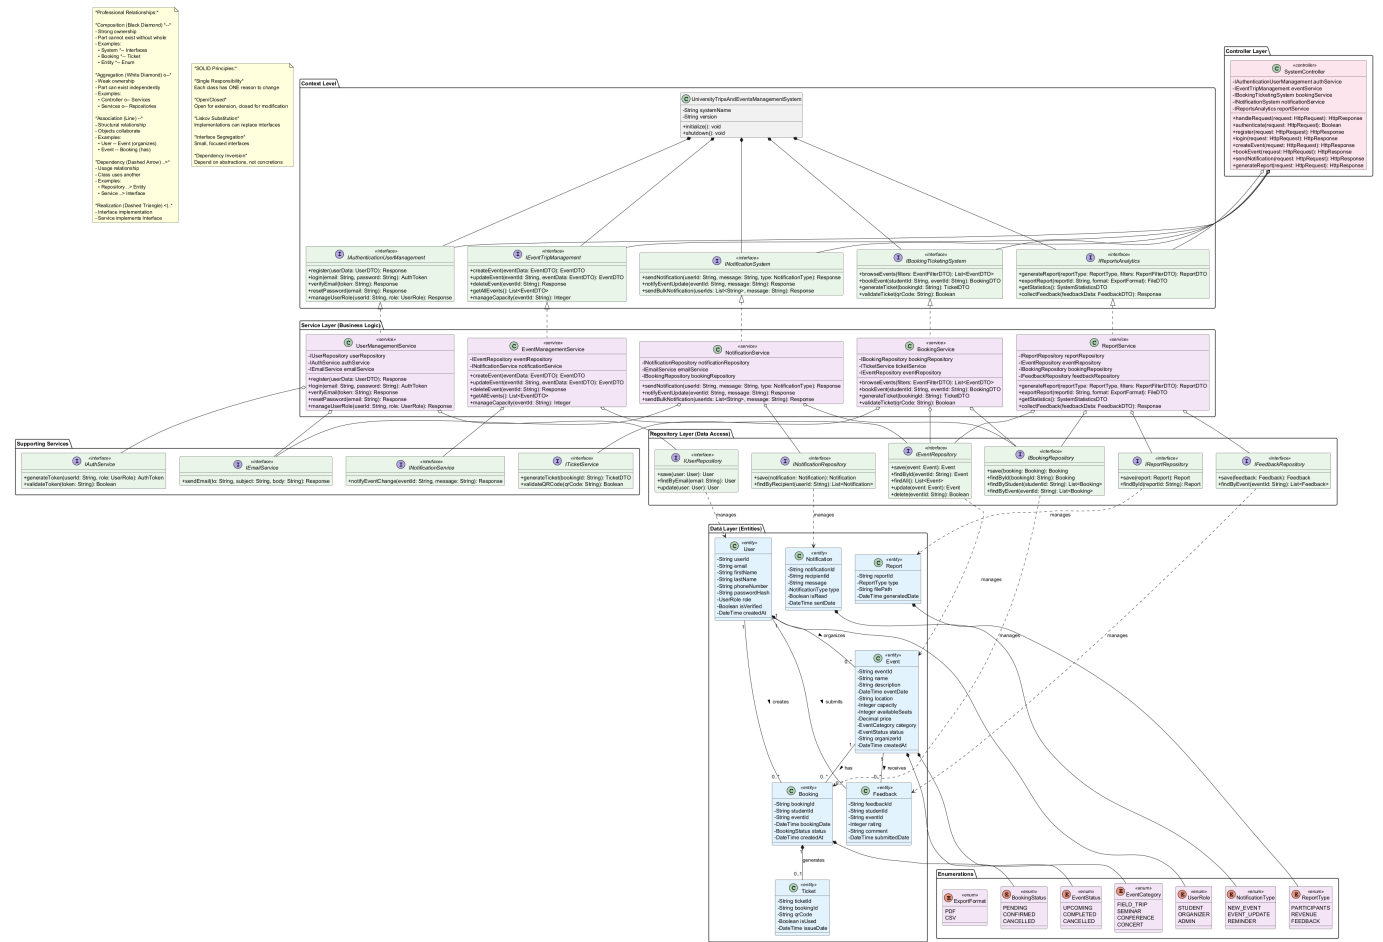 "Professional Relationships:"
"Composition (Black Diamond) *--"
- Strong ownership
- Part cannot exist without whole
- Examples:
• System *-- Interfaces
• Booking *-- Ticket
• Entity *-- Enum
"Aggregation (White Diamond) o--"
- Weak ownership
- Part can exist independently
- Examples:
• Controller o-- Services
• Services o-- Repositories
"Association (Line) --"
- Structural relationship
- Objects collaborate
- Examples:
• User -- Event (organizes)
• Event -- Booking (has)
"Dependency (Dashed Arrow) ..>"
- Usage relationship
- Class uses another
- Examples:
• Repository ..> Entity
• Service ..> Interface
"Realization (Dashed Triangle) <|.."
- Interface implementation
- Service implements Interface
"SOLID Principles:"
"Single Responsibility"
Each class has ONE reason to change
"Open/Closed"
Open for extension, closed for modification
"Liskov Substitution"
Implementations can replace interfaces
"Interface Segregation"
Small, focused interfaces
"Dependency Inversion"
Depend on abstractions, not concretions
Controller Layer
C
«controller»
SystemController
-IAuthenticationUserManagement authService
-IEventTripManagement eventService
-IBookingTicketingSystem bookingService
-INotificationSystem notificationService
-IReportsAnalytics reportService
+handleRequest(request: HttpRequest): HttpResponse
+authenticate(request: HttpRequest): Boolean
+register(request: HttpRequest): HttpResponse
+login(request: HttpRequest): HttpResponse
+createEvent(request: HttpRequest): HttpResponse
+bookEvent(request: HttpRequest): HttpResponse
+sendNotification(request: HttpRequest): HttpResponse
+generateReport(request: HttpRequest): HttpResponse
Context Level
C UniversityTripsAndEventsManagementSystem
-String systemName
-String version
+initialize(): void
+shutdown(): void
I
«interface»
IAuthenticationUserManagement
+register(userData: UserDTO): Response
+login(email: String, password: String): AuthToken
+verifyEmail(token: String): Response
+resetPassword(email: String): Response
+manageUserRole(userId: String, role: UserRole): Response
I
«interface»
IEventTripManagement
+createEvent(eventData: EventDTO): EventDTO
+updateEvent(eventId: String, eventData: EventDTO): EventDTO
+deleteEvent(eventId: String): Response
+getAllEvents(): List<EventDTO>
+manageCapacity(eventId: String): Integer
I
«interface»
INotificationSystem
+sendNotification(userId: String, message: String, type: NotificationType): Response
+notifyEventUpdate(eventId: String, message: String): Response
+sendBulkNotification(userIds: List<String>, message: String): Response
I
«interface»
IBookingTicketingSystem
+browseEvents(filters: EventFilterDTO): List<EventDTO>
+bookEvent(studentId: String, eventId: String): BookingDTO
+generateTicket(bookingId: String): TicketDTO
+validateTicket(qrCode: String): Boolean
I
«interface»
IReportsAnalytics
+generateReport(reportType: ReportType, filters: ReportFilterDTO): ReportDTO
+exportReport(reportId: String, format: ExportFormat): FileDTO
+getStatistics(): SystemStatisticsDTO
+collectFeedback(feedbackData: FeedbackDTO): Response
Service Layer (Business Logic)
C
«service»
UserManagementService
-IUserRepository userRepository
-IAuthService authService
-IEmailService emailService
+register(userData: UserDTO): Response
+login(email: String, password: String): AuthToken
+verifyEmail(token: String): Response
+resetPassword(email: String): Response
+manageUserRole(userId: String, role: UserRole): Response
C
«service»
EventManagementService
-IEventRepository eventRepository
-INotificationService notificationService
+createEvent(eventData: EventDTO): EventDTO
+updateEvent(eventId: String, eventData: EventDTO): EventDTO
+deleteEvent(eventId: String): Response
+getAllEvents(): List<EventDTO>
+manageCapacity(eventId: String): Integer
C
«service»
NotificationService
-INotificationRepository notificationRepository
-IEmailService emailService
-IBookingRepository bookingRepository
+sendNotification(userId: String, message: String, type: NotificationType): Response
+notifyEventUpdate(eventId: String, message: String): Response
+sendBulkNotification(userIds: List<String>, message: String): Response
C
«service»
BookingService
-IBookingRepository bookingRepository
-ITicketService ticketService
-IEventRepository eventRepository
+browseEvents(filters: EventFilterDTO): List<EventDTO>
+bookEvent(studentId: String, eventId: String): BookingDTO
+generateTicket(bookingId: String): TicketDTO
+validateTicket(qrCode: String): Boolean
C
«service»
ReportService
-IReportRepository reportRepository
-IEventRepository eventRepository
-IBookingRepository bookingRepository
-IFeedbackRepository feedbackRepository
+generateReport(reportType: ReportType, filters: ReportFilterDTO): ReportDTO
+exportReport(reportId: String, format: ExportFormat): FileDTO
+getStatistics(): SystemStatisticsDTO
+collectFeedback(feedbackData: FeedbackDTO): Response
Supporting Services
I
«interface»
IAuthService
+generateToken(userId: String, role: UserRole): AuthToken
+validateToken(token: String): Boolean
I
«interface»
IEmailService
+sendEmail(to: String, subject: String, body: String): Response
I
«interface»
INotificationService
+notifyEventChange(eventId: String, message: String): Response
I
«interface»
ITicketService
+generateTicket(bookingId: String): TicketDTO
+validateQRCode(qrCode: String): Boolean
Repository Layer (Data Access)
I
«interface»
IUserRepository
+save(user: User): User
+findByEmail(email: String): User
+update(user: User): User
I
«interface»
INotificationRepository
+save(notification: Notification): Notification
+findByRecipient(userId: String): List<Notification>
I
«interface»
IEventRepository
+save(event: Event): Event
+findById(eventId: String): Event
+findAll(): List<Event>
+update(event: Event): Event
+delete(eventId: String): Boolean
I
«interface»
IBookingRepository
+save(booking: Booking): Booking
+findById(bookingId: String): Booking
+findByStudent(studentId: String): List<Booking>
+findByEvent(eventId: String): List<Booking>
I
«interface»
IReportRepository
+save(report: Report): Report
+findById(reportId: String): Report
I
«interface»
IFeedbackRepository
+save(feedback: Feedback): Feedback
+findByEvent(eventId: String): List<Feedback>
manages
manages
manages
manages
manages
manages
Data Layer (Entities)
C
«entity»
User
-String userId
-String email
-String firstName
-String lastName
-String phoneNumber
-String passwordHash
-UserRole role
-Boolean isVerified
-DateTime createdAt
C
«entity»
Notification
-String notificationId
-String recipientId
-String message
-NotificationType type
-Boolean isRead
-DateTime sentDate
C
«entity»
Report
-String reportId
-ReportType type
-String filePath
-DateTime generatedDate
1
1
1
organizes
0..*
C
«entity»
Event
-String eventId
-String name
-String description
-DateTime eventDate
-String location
-Integer capacity
-Integer availableSeats
-Decimal price
-EventCategory category
-EventStatus status
-String organizerId
-DateTime createdAt
creates
submits
1
1
has
receives
0..*
0..*
0..*
C
«entity»
Booking
-String bookingId
-String studentId
-String eventId
-DateTime bookingDate
-BookingStatus status
-DateTime createdAt
C
«entity»
Feedback
-String feedbackId
-String studentId
-String eventId
-Integer rating
-String comment
-DateTime submittedDate
1
generates
0..1
C
«entity»
Ticket
-String ticketId
-String bookingId
-String qrCode
-Boolean isUsed
-DateTime issueDate
Enumerations
E
«enum»
ExportFormat
PDF
CSV
E
«enum»
BookingStatus
PENDING
CONFIRMED
CANCELLED
E
«enum»
EventStatus
UPCOMING
COMPLETED
CANCELLED
E
«enum»
EventCategory
FIELD_TRIP
SEMINAR
CONFERENCE
CONCERT
E
«enum»
UserRole
STUDENT
ORGANIZER
ADMIN
E
«enum»
NotificationType
NEW_EVENT
EVENT_UPDATE
REMINDER
E
«enum»
ReportType
PARTICIPANTS
REVENUE
FEEDBACK